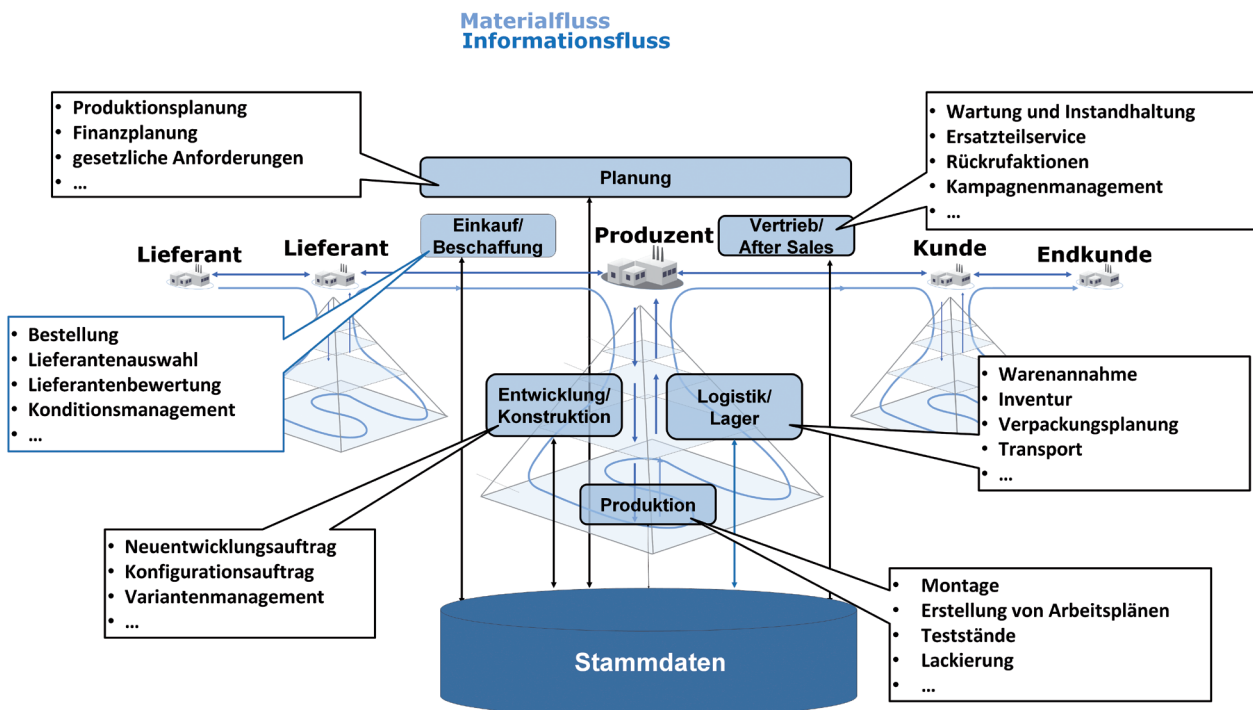 Materialfluss
Informationsfluss
• Produktionsplanung
• Finanzplanung
• gesetzliche Anforderungen
• ...
• Wartung und Instandhaltung
• Ersatzteilservice
• Rückrufaktionen
• Kampagnenmanagement
• ...
Planung
Einkauf/
Beschaffung
Produzent
Vertrieb/
After Sales
Lieferant
Lieferant
Kunde
Endkunde
• Bestellung
• Lieferantenauswahl
• Lieferantenbewertung
• Konditionsmanagement
• ...
Entwicklung/
Konstruktion
Logistik/
Lager
• Warenannahme
• Inventur
• Verpackungsplanung
• Transport
• ...
Produktion
• Neuentwicklungsauftrag
• Konfigurationsauftrag
• Variantenmanagement
• ...
• Montage
• Erstellung von Arbeitsplänen
• Teststände
• Lackierung
• ...
Stammdaten